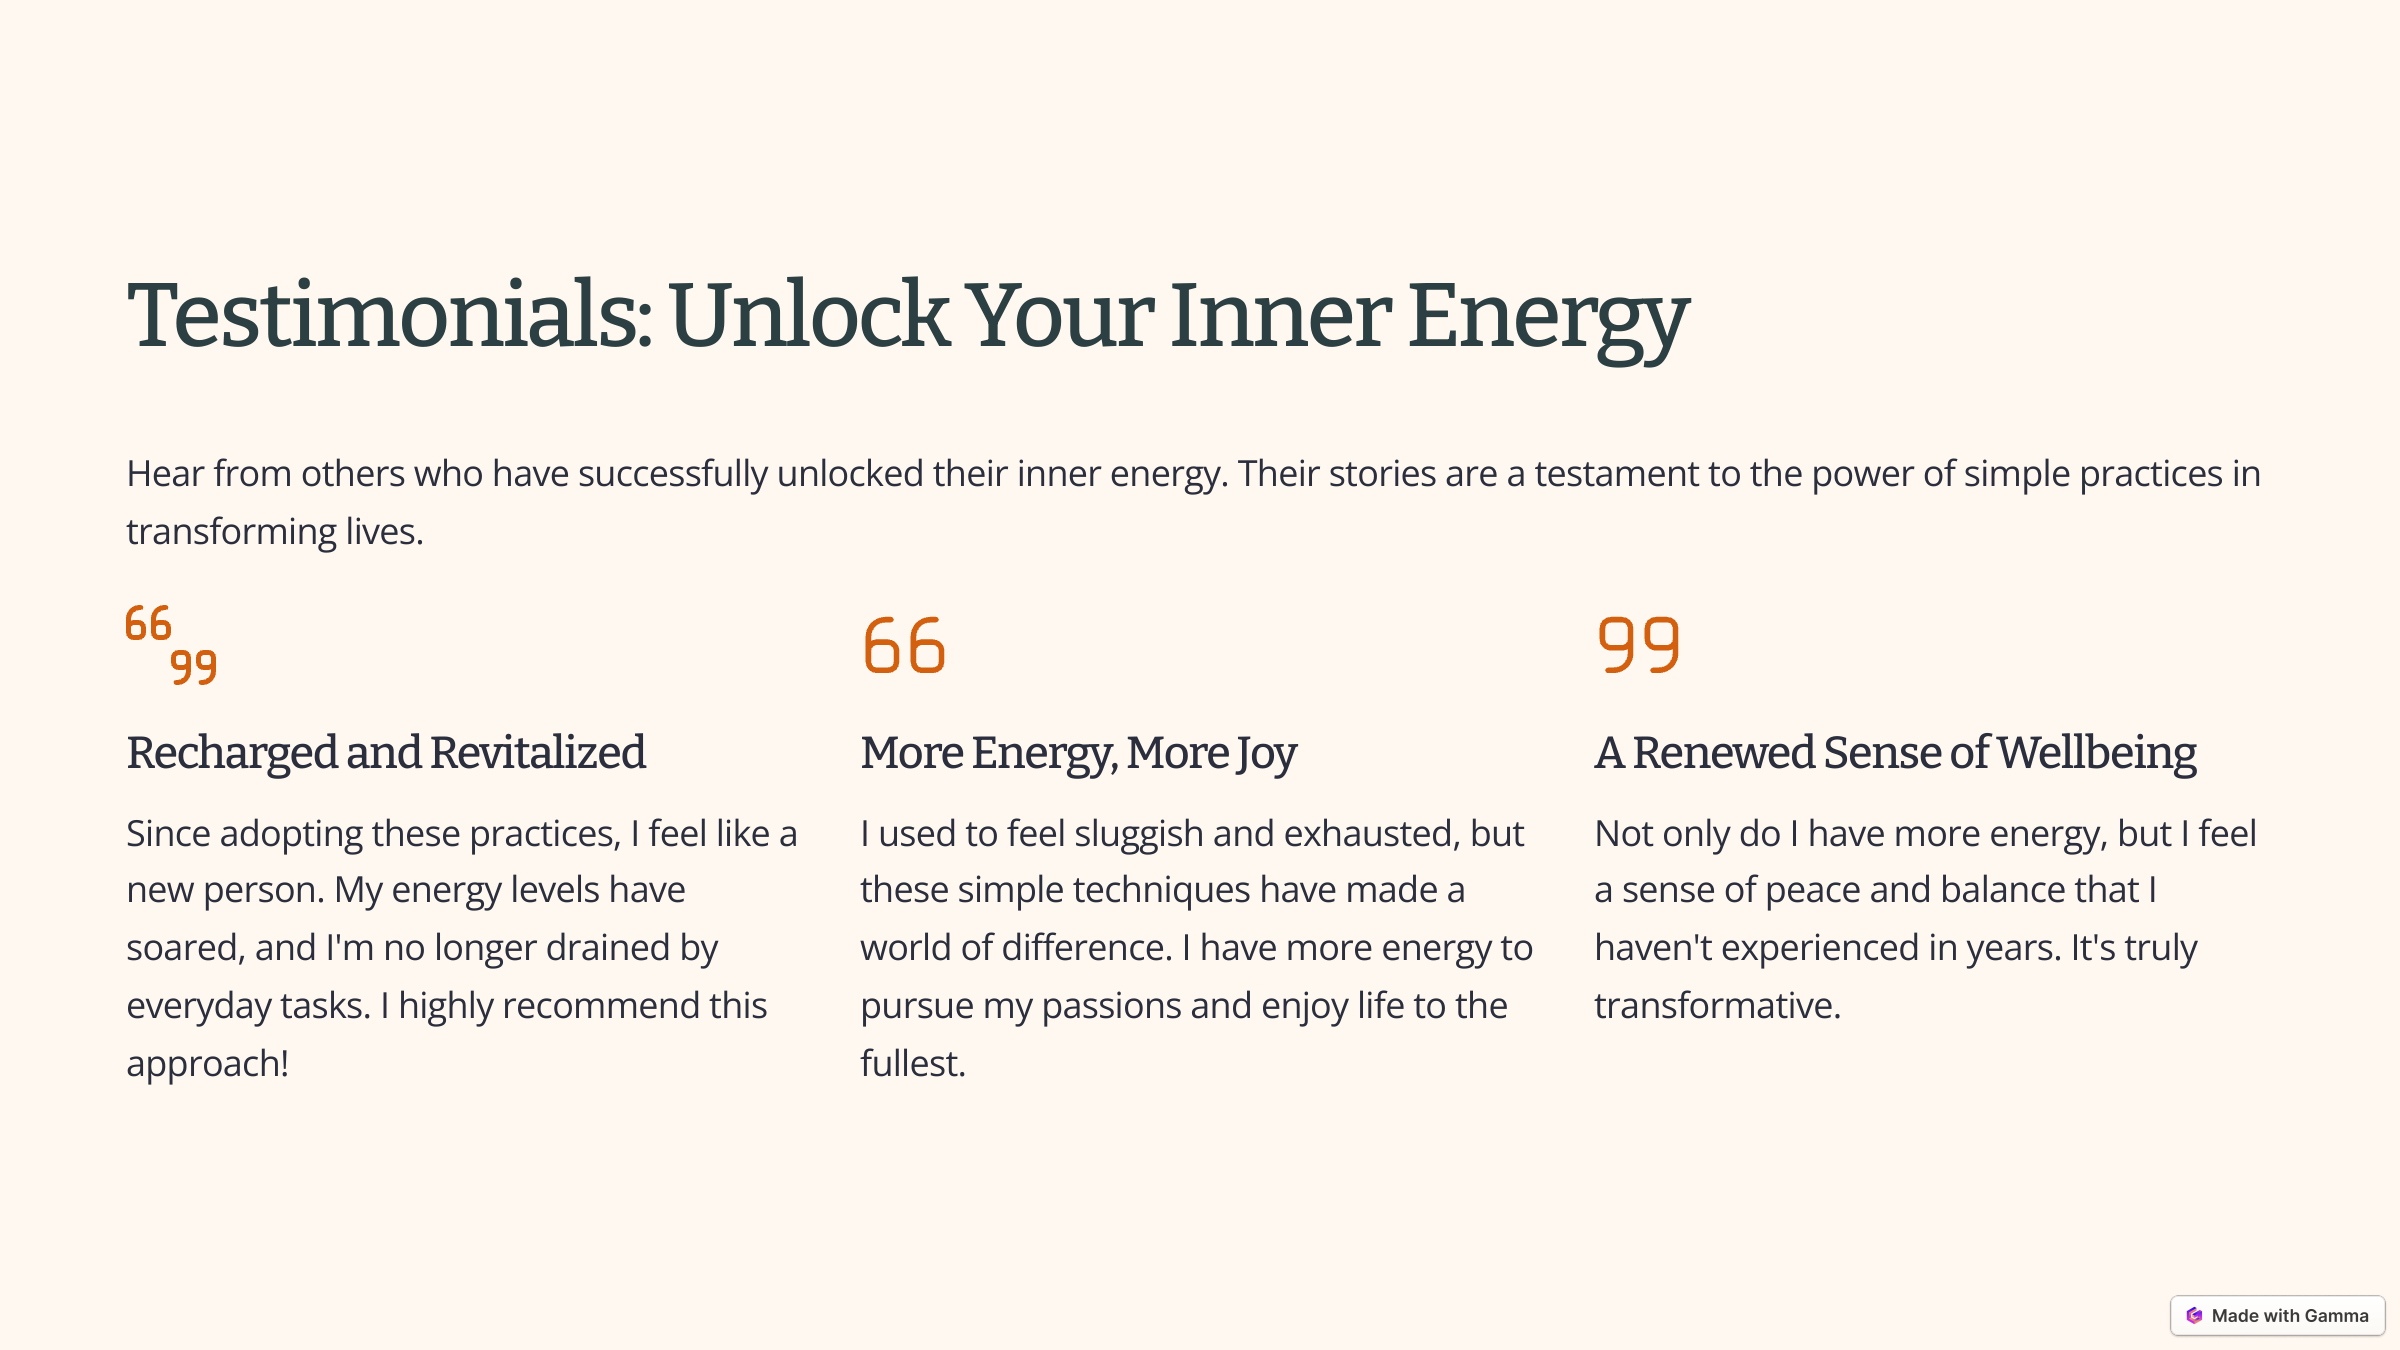 Testimonials: Unlock Your Inner Energy
Hear from others who have successfully unlocked their inner energy. Their stories are a testament to the power of simple practices in
transforming lives.
Recharged and Revitalized
Since adopting these practices, I feel like a
new person. My energy levels have
soared, and I'm no longer drained by
everyday tasks. I highly recommend this
approach!
More Energy, More Joy
I used to feel sluggish and exhausted, but
these simple techniques have made a
world of difference. I have more energy to
pursue my passions and enjoy life to the
fullest.
A Renewed Sense of Wellbeing
Not only do I have more energy, but I feel
a sense of peace and balance that I
haven't experienced in years. It's truly
transformative.
Made with Gamma